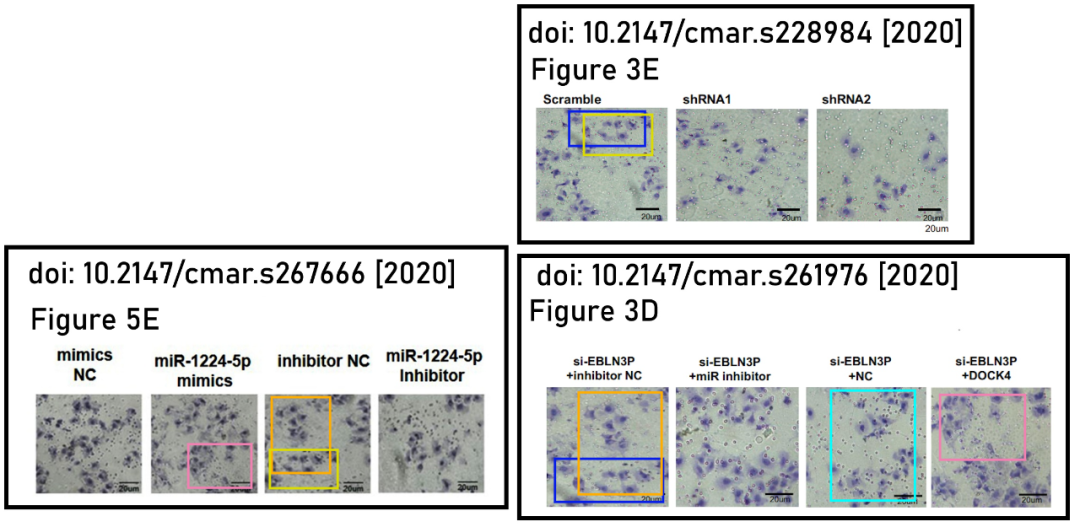 doi: 10.2147/cmar.s228984 [2020]
Figure 3E
Scramble shRNA1 shRNA2
20um 20um 20um
20um
doi: 10.2147/cmar.s267666 [2020]
Figure 5E
mimics NC miR-1224-5p mimics inhibitor NC miR-1224-5p Inhibitor
20um 20um 20um 20um
doi: 10.2147/cmar.s261976 [2020]
Figure 3D
si-EBLN3P si-EBLN3P si-EBLN3P si-EBLN3P
+inhibitor NC +miR inhibitor +NC +DOCK4
20um 20um 20um 20um